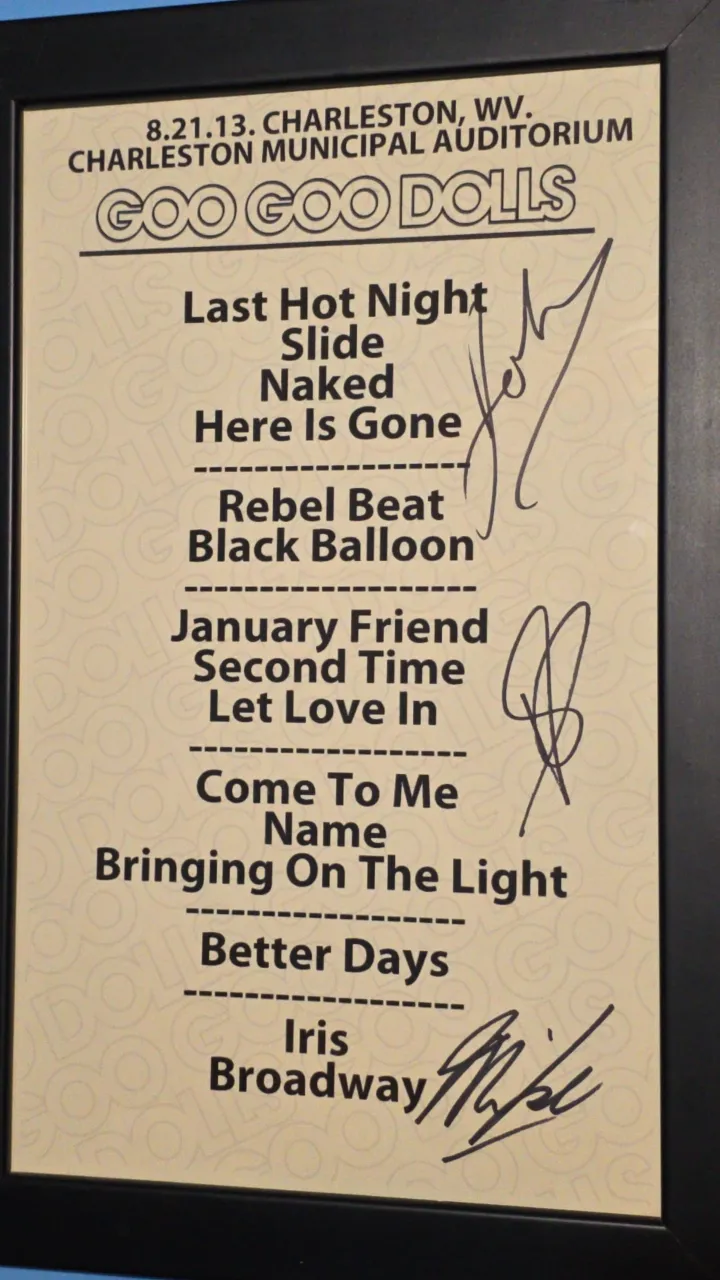 8.21.13. CHARLESTON, WV.
CHARLESTON MUNICIPAL AUDITORIUM
GOO GOO DOLLS
Last Hot Night
Slide
Naked
Here Is Gone
------------------
Rebel Beat
Black Balloon
-------------------
January Friend
Second Time
Let Love In
------------------
Come To Me
Name
Bringing On The Light
------------------
Better Days
------------------
Iris
Broadway